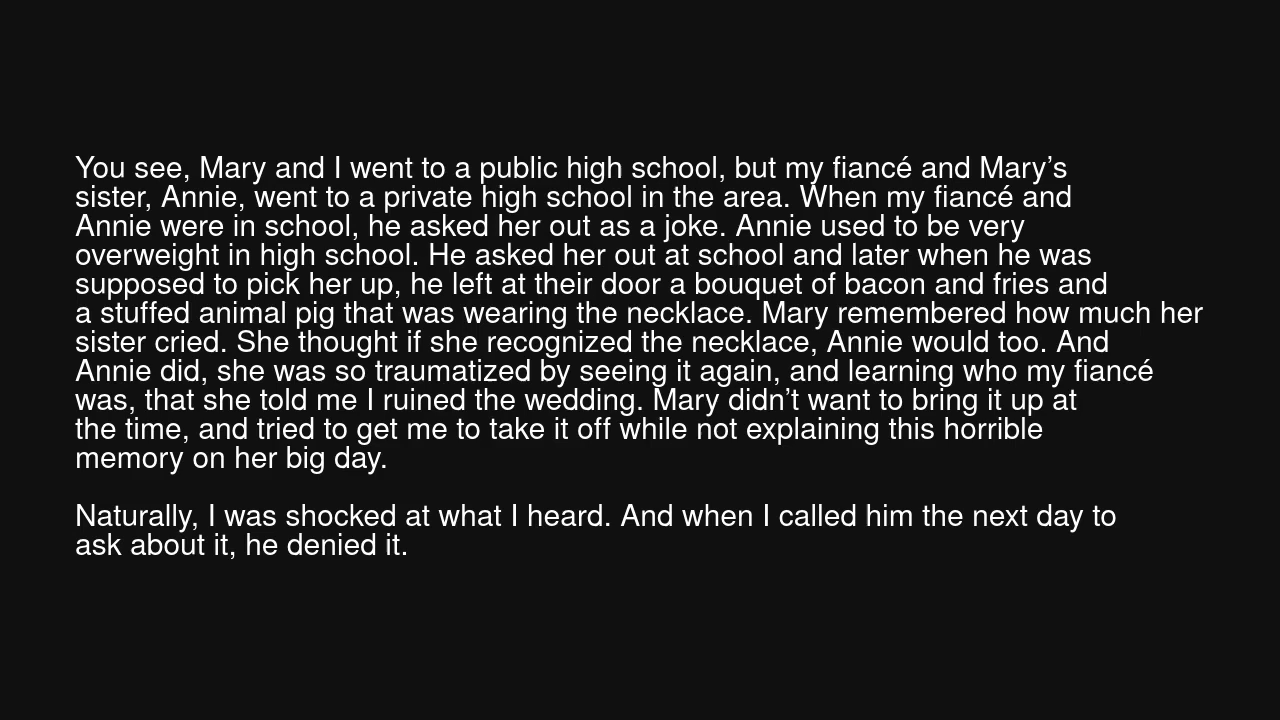 You see, Mary and I went to a public high school, but my fiancé and Mary’s
sister, Annie, went to a private high school in the area. When my fiancé and
Annie were in school, he asked her out as a joke. Annie used to be very
overweight in high school. He asked her out at school and later when he was
supposed to pick her up, he left at their door a bouquet of bacon and fries and
a stuffed animal pig that was wearing the necklace. Mary remembered how much her
sister cried. She thought if she recognized the necklace, Annie would too. And
Annie did, she was so traumatized by seeing it again, and learning who my fiancé
was, that she told me I ruined the wedding. Mary didn’t want to bring it up at
the time, and tried to get me to take it off while not explaining this horrible
memory on her big day.
Naturally, I was shocked at what I heard. And when I called him the next day to
ask about it, he denied it.